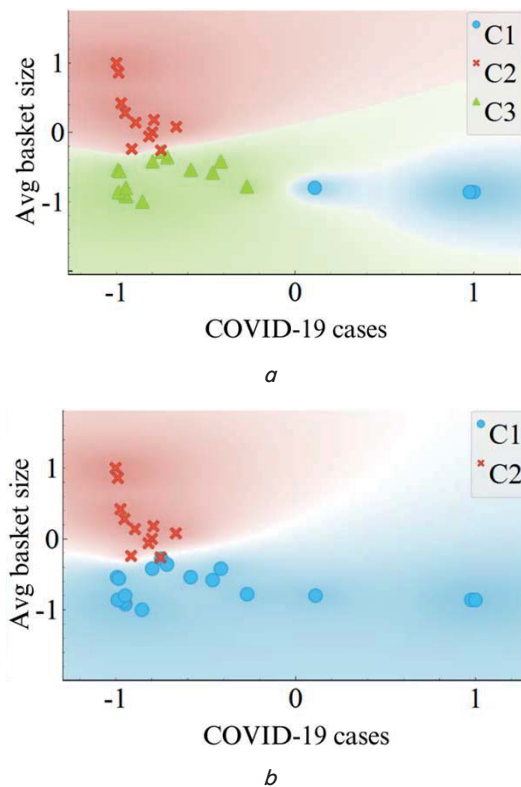 C1
C2
C3
1
0
-1
Avg basket size
-1 0 1
COVID-19 cases
a
C1
C2
1
0
-1
Avg basket size
-1 0 1
COVID-19 cases
b